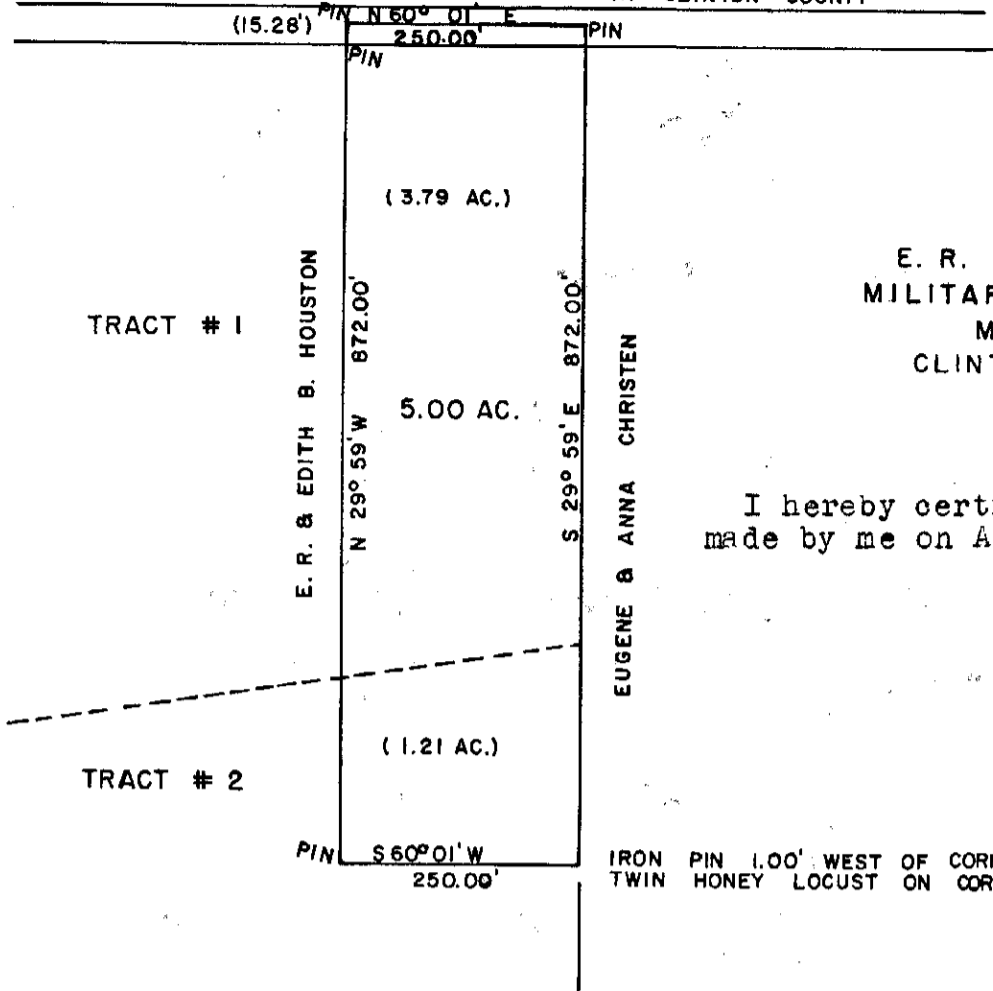 CLINTON COUNTY
(15.28')
PIN N 60° 01' E
PIN
250.00'
PIN
(3.79 AC.)
E. R.
TRACT # 1
E. R. & EDITH B. HOUSTON
N 29° 59' W 872.00'
5.00 AC.
S 29° 59' E 872.00'
EUGENE & ANNA CHRISTEN
CLINT
I hereby certi
made by me on A
(1.21 AC.)
TRACT # 2
PIN S 60° 01' W
250.00'
IRON PIN 1.00' WEST OF COR
TWIN HONEY LOCUST ON COR